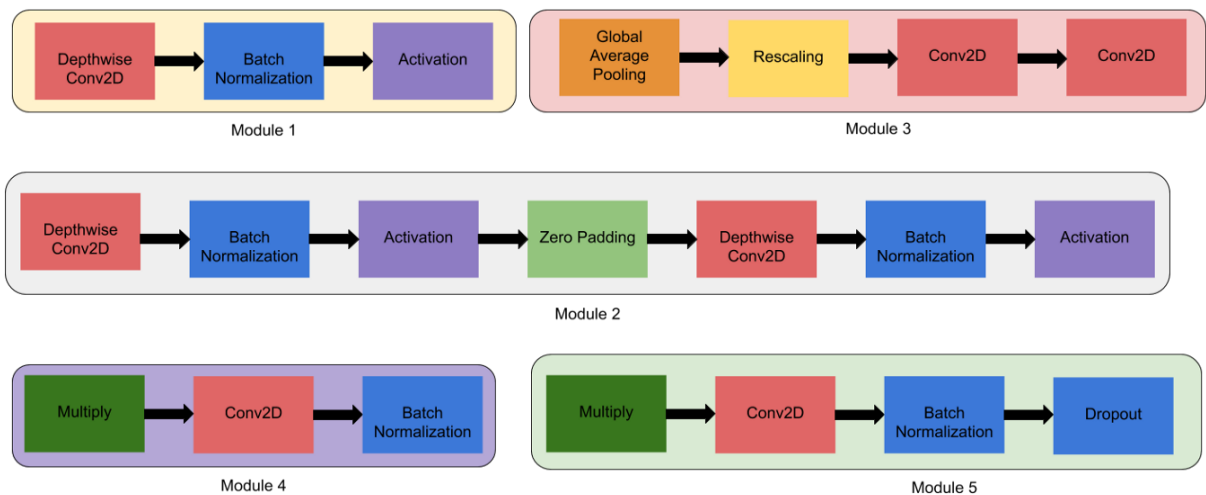 Depthwise
Conv2D
Batch
Normalization
Activation
Module 1
Global
Average
Pooling
Rescaling
Conv2D
Conv2D
Module 3
Depthwise
Conv2D
Batch
Normalization
Activation
Zero Padding
Depthwise
Conv2D
Batch
Normalization
Activation
Module 2
Multiply
Conv2D
Batch
Normalization
Module 4
Multiply
Conv2D
Batch
Normalization
Dropout
Module 5